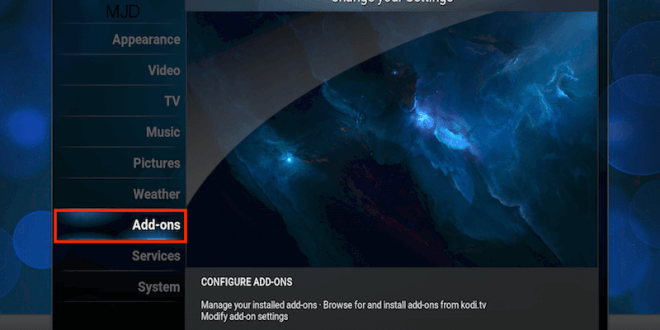 Change your Settings
MJD
Appearance
Video
TV
Music
Pictures
Weather
Add-ons
Services
System
CONFIGURE ADD-ONS
Manage your installed add-ons · Browse for and install add-ons from kodi.tv
Modify add-on settings